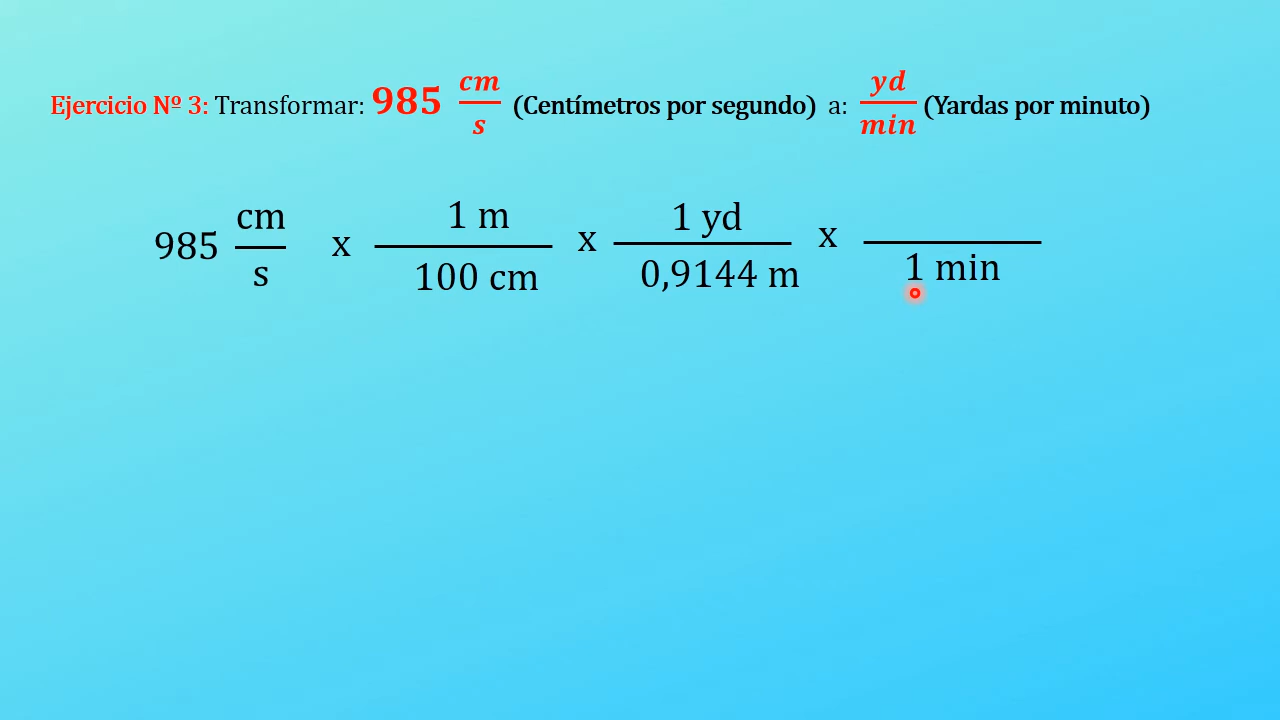 Ejercicio Nº 3: Transformar: 985 cm/s (Centímetros por segundo) a: yd/min (Yardas por minuto)
985 cm/s x 1 m/100 cm x 1 yd/0,9144 m x /1 min